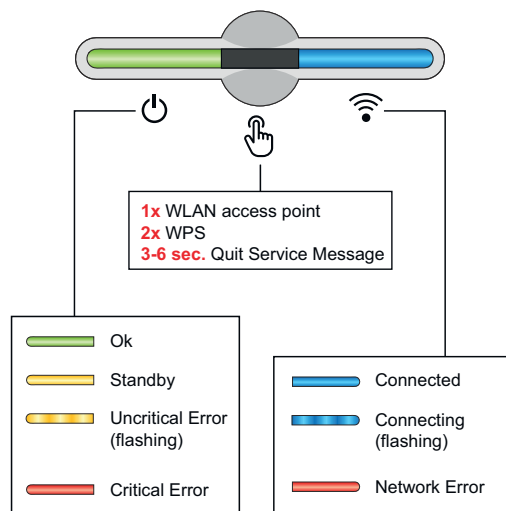 1x WLAN access point
2x WPS
3-6 sec. Quit Service Message
Ok
Standby
Uncritical Error
(flashing)
Critical Error
Connected
Connecting
(flashing)
Network Error